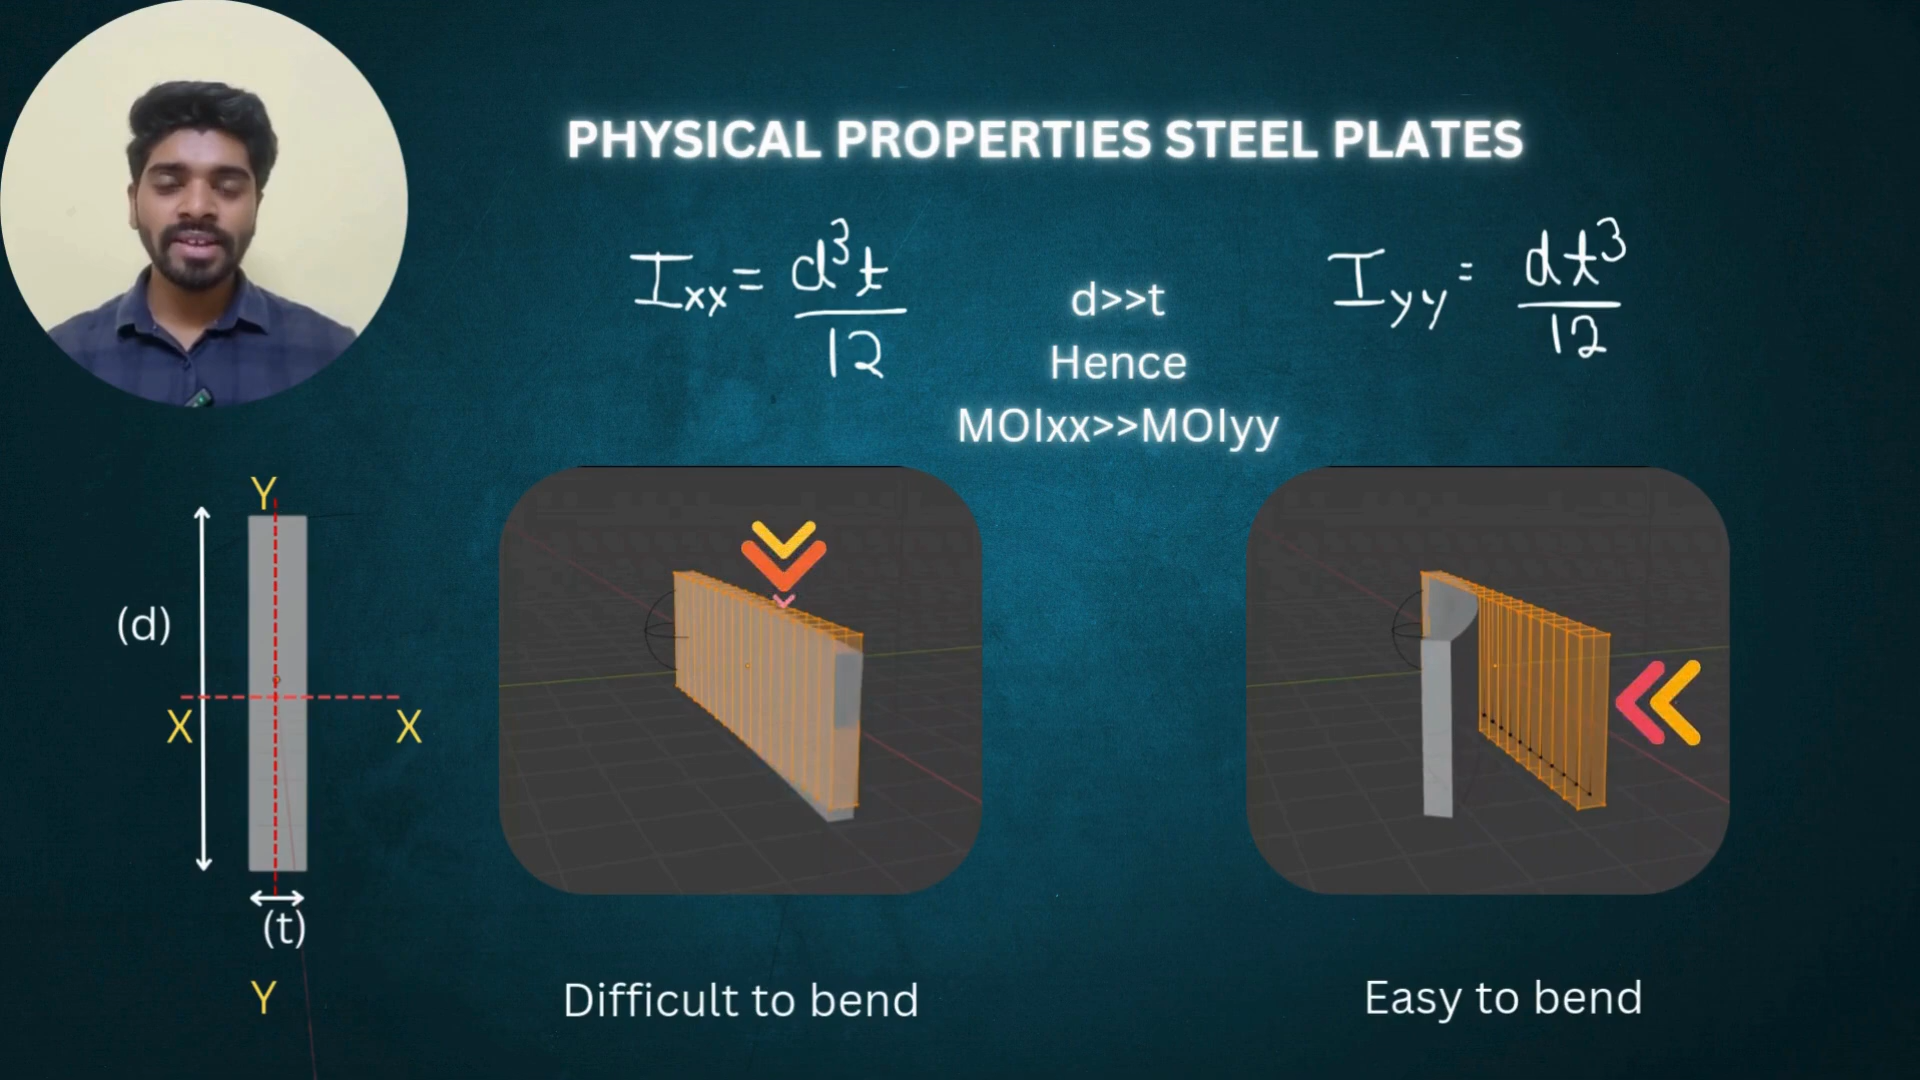 PHYSICAL PROPERTIES STEEL PLATES
Ixx = d³t
12
d>>t
Hence
MOIxx>>MOIyy
Iyy = dt³
12
Y
(d)
X X
(t)
Y
Difficult to bend
Easy to bend